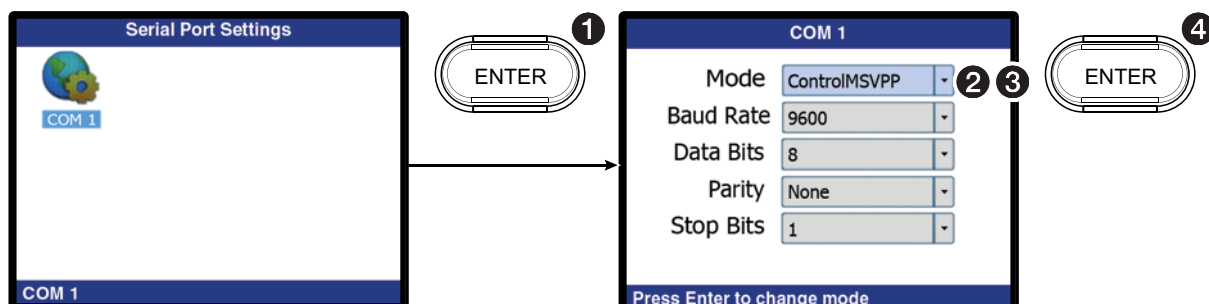 Serial Port Settings
COM 1
COM 1
1
ENTER
COM 1
Mode ControlMSVPP
2 3
Baud Rate 9600
Data Bits 8
Parity None
Stop Bits 1
Press Enter to change mode
4
ENTER